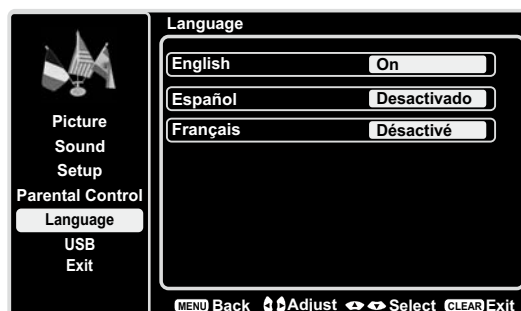 Language
English On
Español Desactivado
Français Désactivé
Picture
Sound
Setup
Parental Control
Language
USB
Exit
MENU Back Adjust Select CLEAR Exit